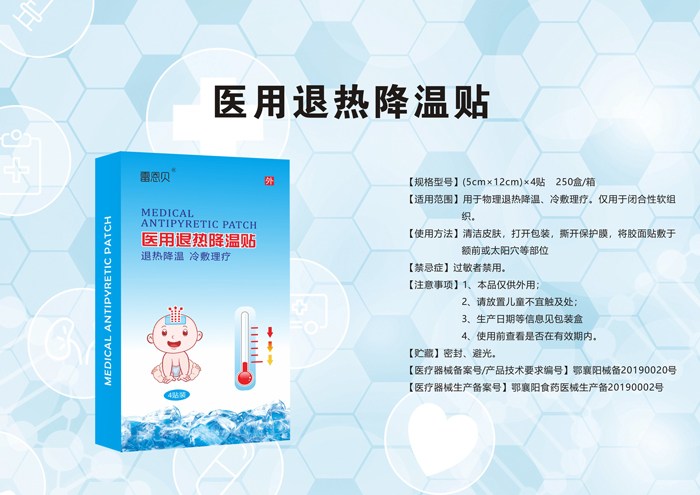 医用退热降温贴
雷恩贝®
外
MEDICAL
ANTIPYRETIC PATCH
医用退热降温贴
退热降温 冷敷理疗
4贴装
MEDICAL ANTIPYRETIC PATCH
【规格型号】(5cm×12cm)×4贴 250盒/箱
【适用范围】用于物理退热降温、冷敷理疗。仅用于闭合性软组
织。
【使用方法】清洁皮肤，打开包装，撕开保护膜，将胶面贴敷于
额前或太阳穴等部位
【禁忌症】过敏者禁用。
【注意事项】1、本品仅供外用；
2、请放置儿童不宜触及处；
3、生产日期等信息见包装盒
4、使用前查看是否在有效期内。
【贮藏】密封、避光。
【医疗器械备案号/产品技术要求编号】鄂襄阳械备20190020号
【医疗器械生产备案号】鄂襄阳食药医械生产备20190002号